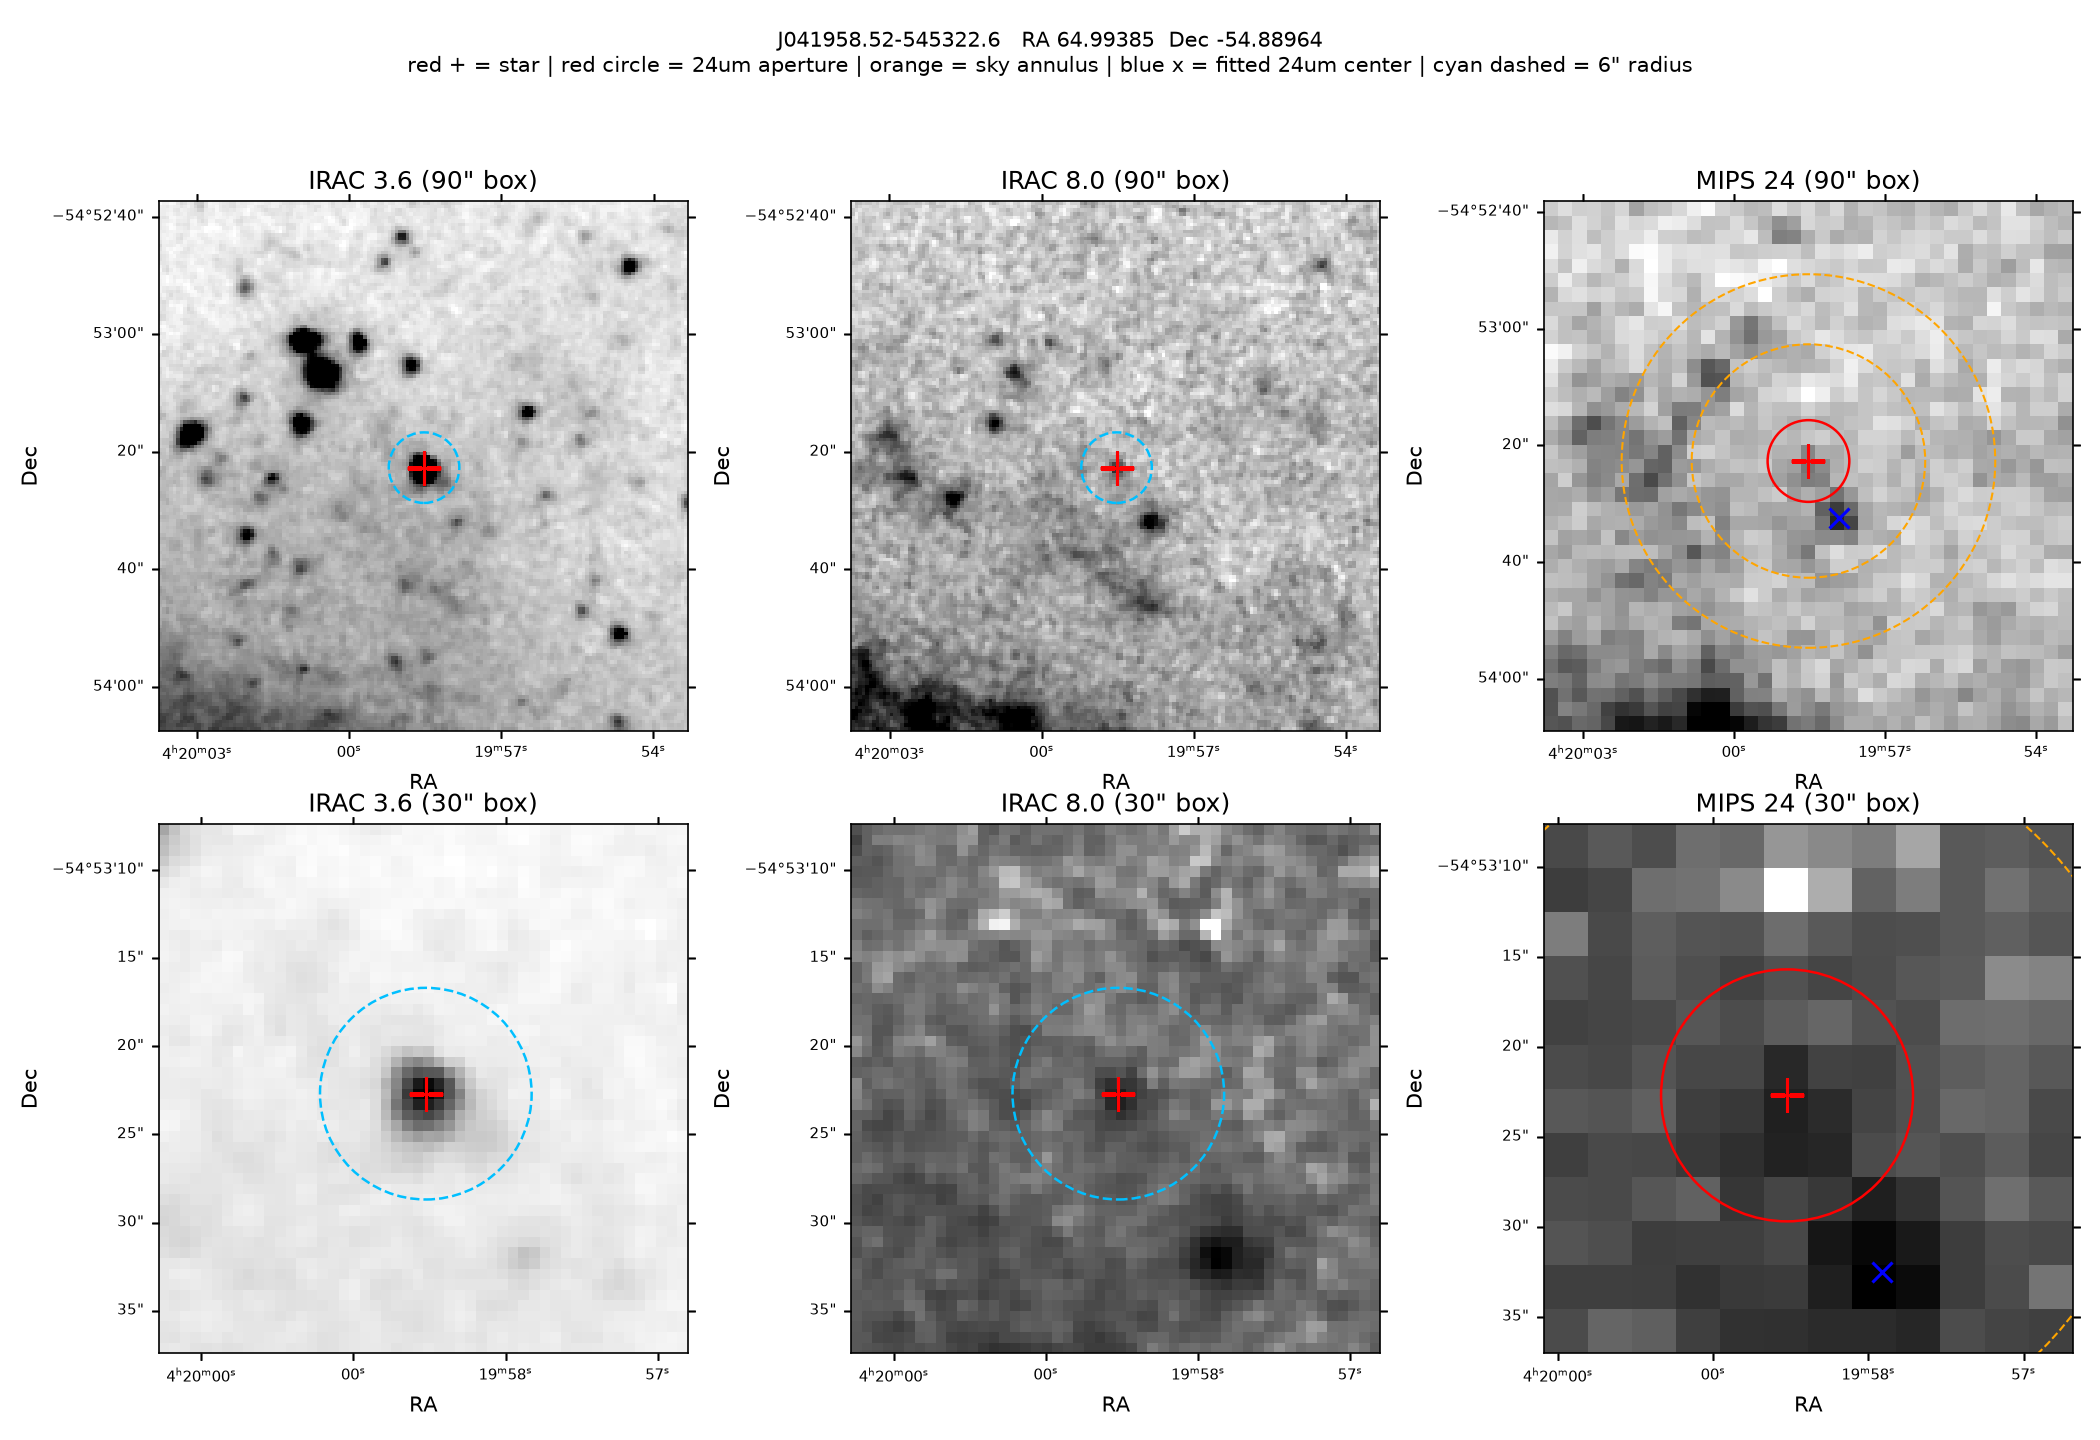 J041958.52-545322.6   RA 64.99385  Dec -54.88964
red + = star | red circle = 24um aperture | orange = sky annulus | blue x = fitted 24um center | cyan dashed = 6" radius
IRAC 3.6 (90" box)
IRAC 8.0 (90" box)
MIPS 24 (90" box)
−54°52'40"
53'00"
20"
40"
54'00"
Dec
4ʰ20ᵐ03ˢ
00ˢ
19ᵐ57ˢ
54ˢ
RA
−54°52'40"
53'00"
20"
40"
54'00"
Dec
4ʰ20ᵐ03ˢ
00ˢ
19ᵐ57ˢ
54ˢ
RA
−54°52'40"
53'00"
20"
40"
54'00"
Dec
4ʰ20ᵐ03ˢ
00ˢ
19ᵐ57ˢ
54ˢ
RA
IRAC 3.6 (30" box)
IRAC 8.0 (30" box)
MIPS 24 (30" box)
−54°53'10"
15"
20"
25"
30"
35"
Dec
4ʰ20ᵐ00ˢ
00ˢ
19ᵐ58ˢ
57ˢ
RA
−54°53'10"
15"
20"
25"
30"
35"
Dec
4ʰ20ᵐ00ˢ
00ˢ
19ᵐ58ˢ
57ˢ
RA
−54°53'10"
15"
20"
25"
30"
35"
Dec
4ʰ20ᵐ00ˢ
00ˢ
19ᵐ58ˢ
57ˢ
RA